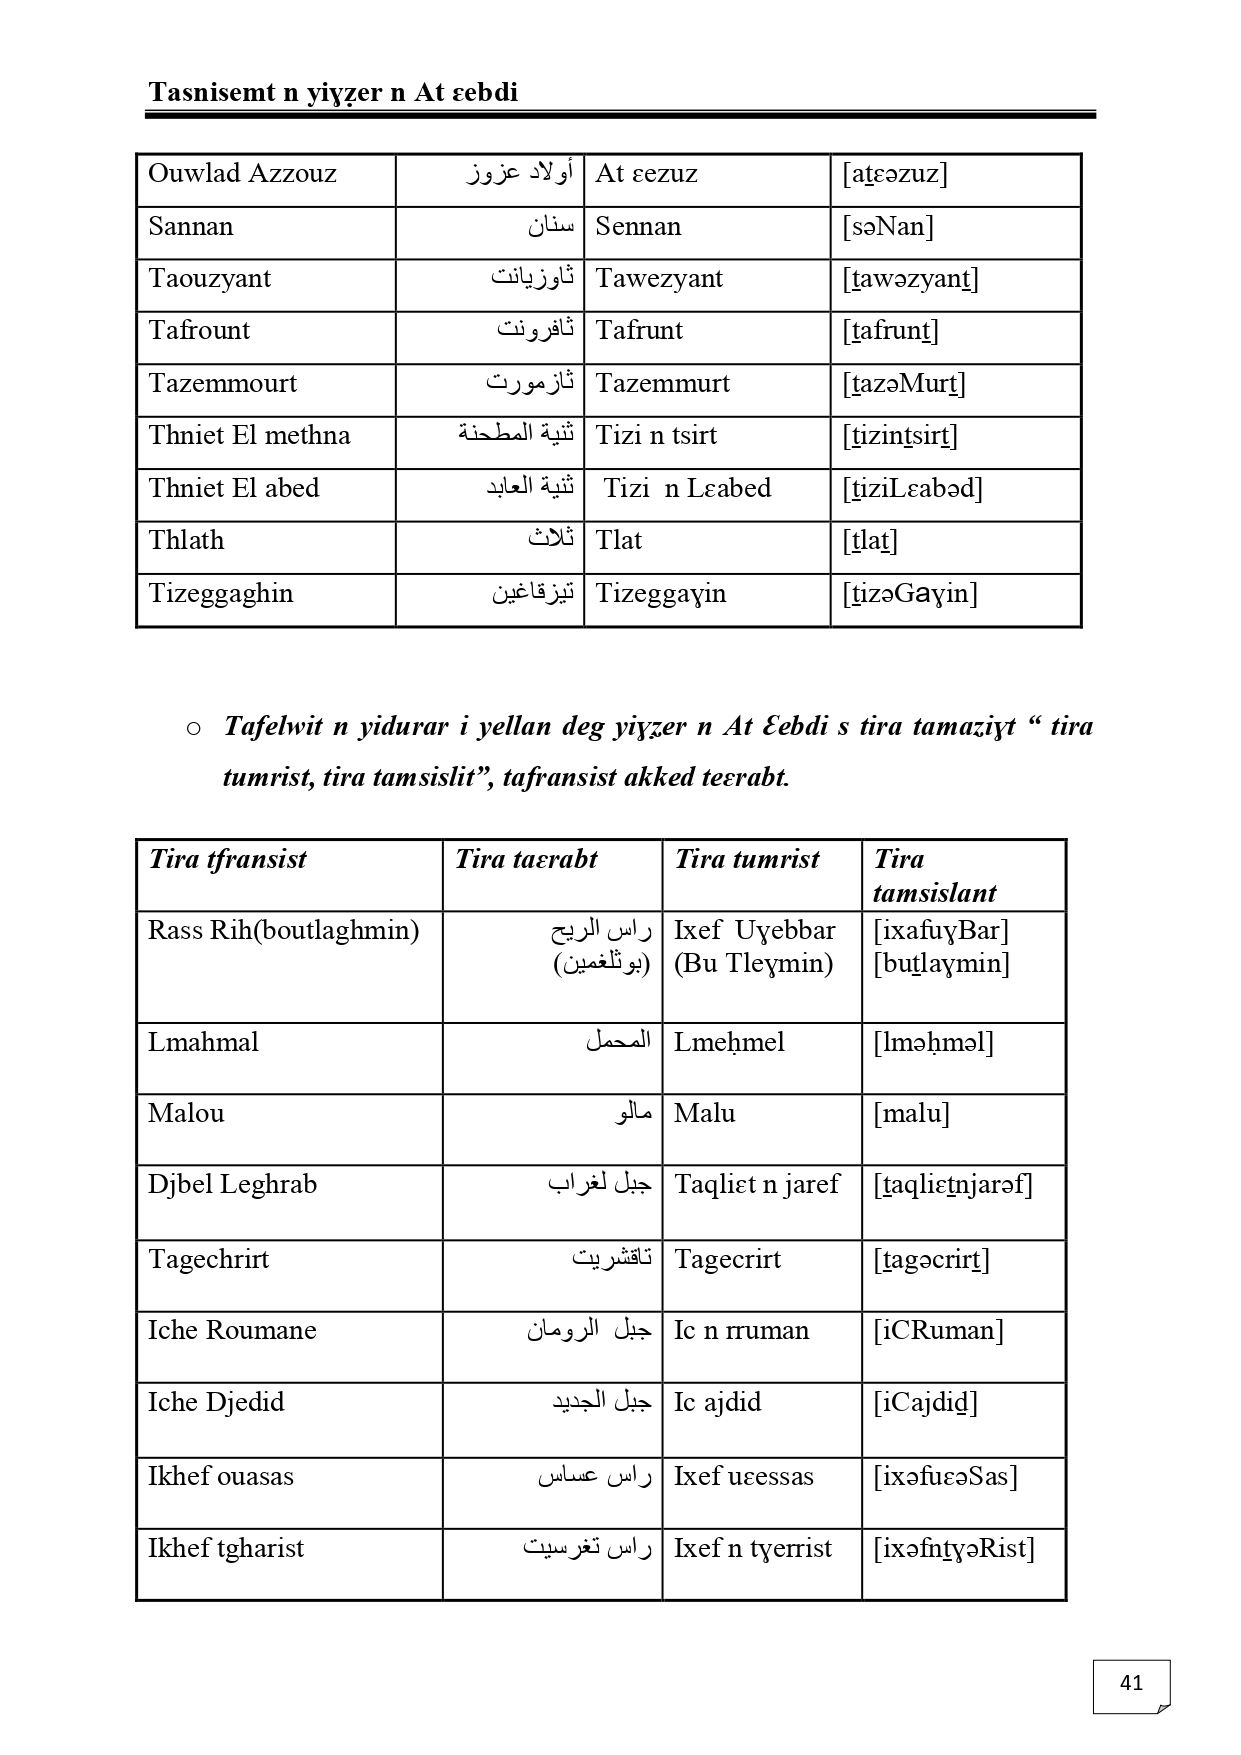 Tasnisemt n yiɣẓer n At ɛebdi
Ouwlad Azzouz أولاد عزوز At ɛezuz [aṯɛəzuz]
Sannan سنان Sennan [səNan]
Taouzyant ثاوزيانت Tawezyant [ṯawəzyanṯ]
Tafrount ثافرونت Tafrunt [ṯafrunṯ]
Tazemmourt ثازمورت Tazemmurt [ṯazəMurṯ]
Thniet El methna ثنية المطحنة Tizi n tsirt [ṯizinṯsirṯ]
Thniet El abed ثنية العابد Tizi n Lɛabed [ṯiziLɛabəd]
Thlath ثلاث Tlat [ṯlaṯ]
Tizeggaghin تيزقاغين Tizeggaɣin [ṯizəGaɣin]
o Tafelwit n yidurar i yellan deg yiɣẓer n At Ɛebdi s tira tamaziɣt “ tira
tumrist, tira tamsislit”, tafransist akked teɛrabt.
Tira tfransist Tira taɛrabt Tira tumrist Tira
tamsislant
Rass Rih(boutlaghmin) راس الريح Ixef Uɣebbar [ixafuɣBar]
(بوثلغمين) (Bu Tleɣmin) [buṯlaɣmin]
Lmahmal المحمل Lmeḥmel [lməḥməl]
Malou مالو Malu [malu]
Djbel Leghrab جبل لغراب Taqliɛt n jaref [ṯaqliɛṯnjarəf]
Tagechrirt تاقشريت Tagecrirt [ṯagəcrirṯ]
Iche Roumane جبل الرومان Ic n rruman [iCRuman]
Iche Djedid جبل الجديد Ic ajdid [iCajdiḏ]
Ikhef ouasas راس عساس Ixef uɛessas [ixəfuɛəSas]
Ikhef tgharist راس تغرسيت Ixef n tɣerrist [ixəfnṯɣəRist]
41